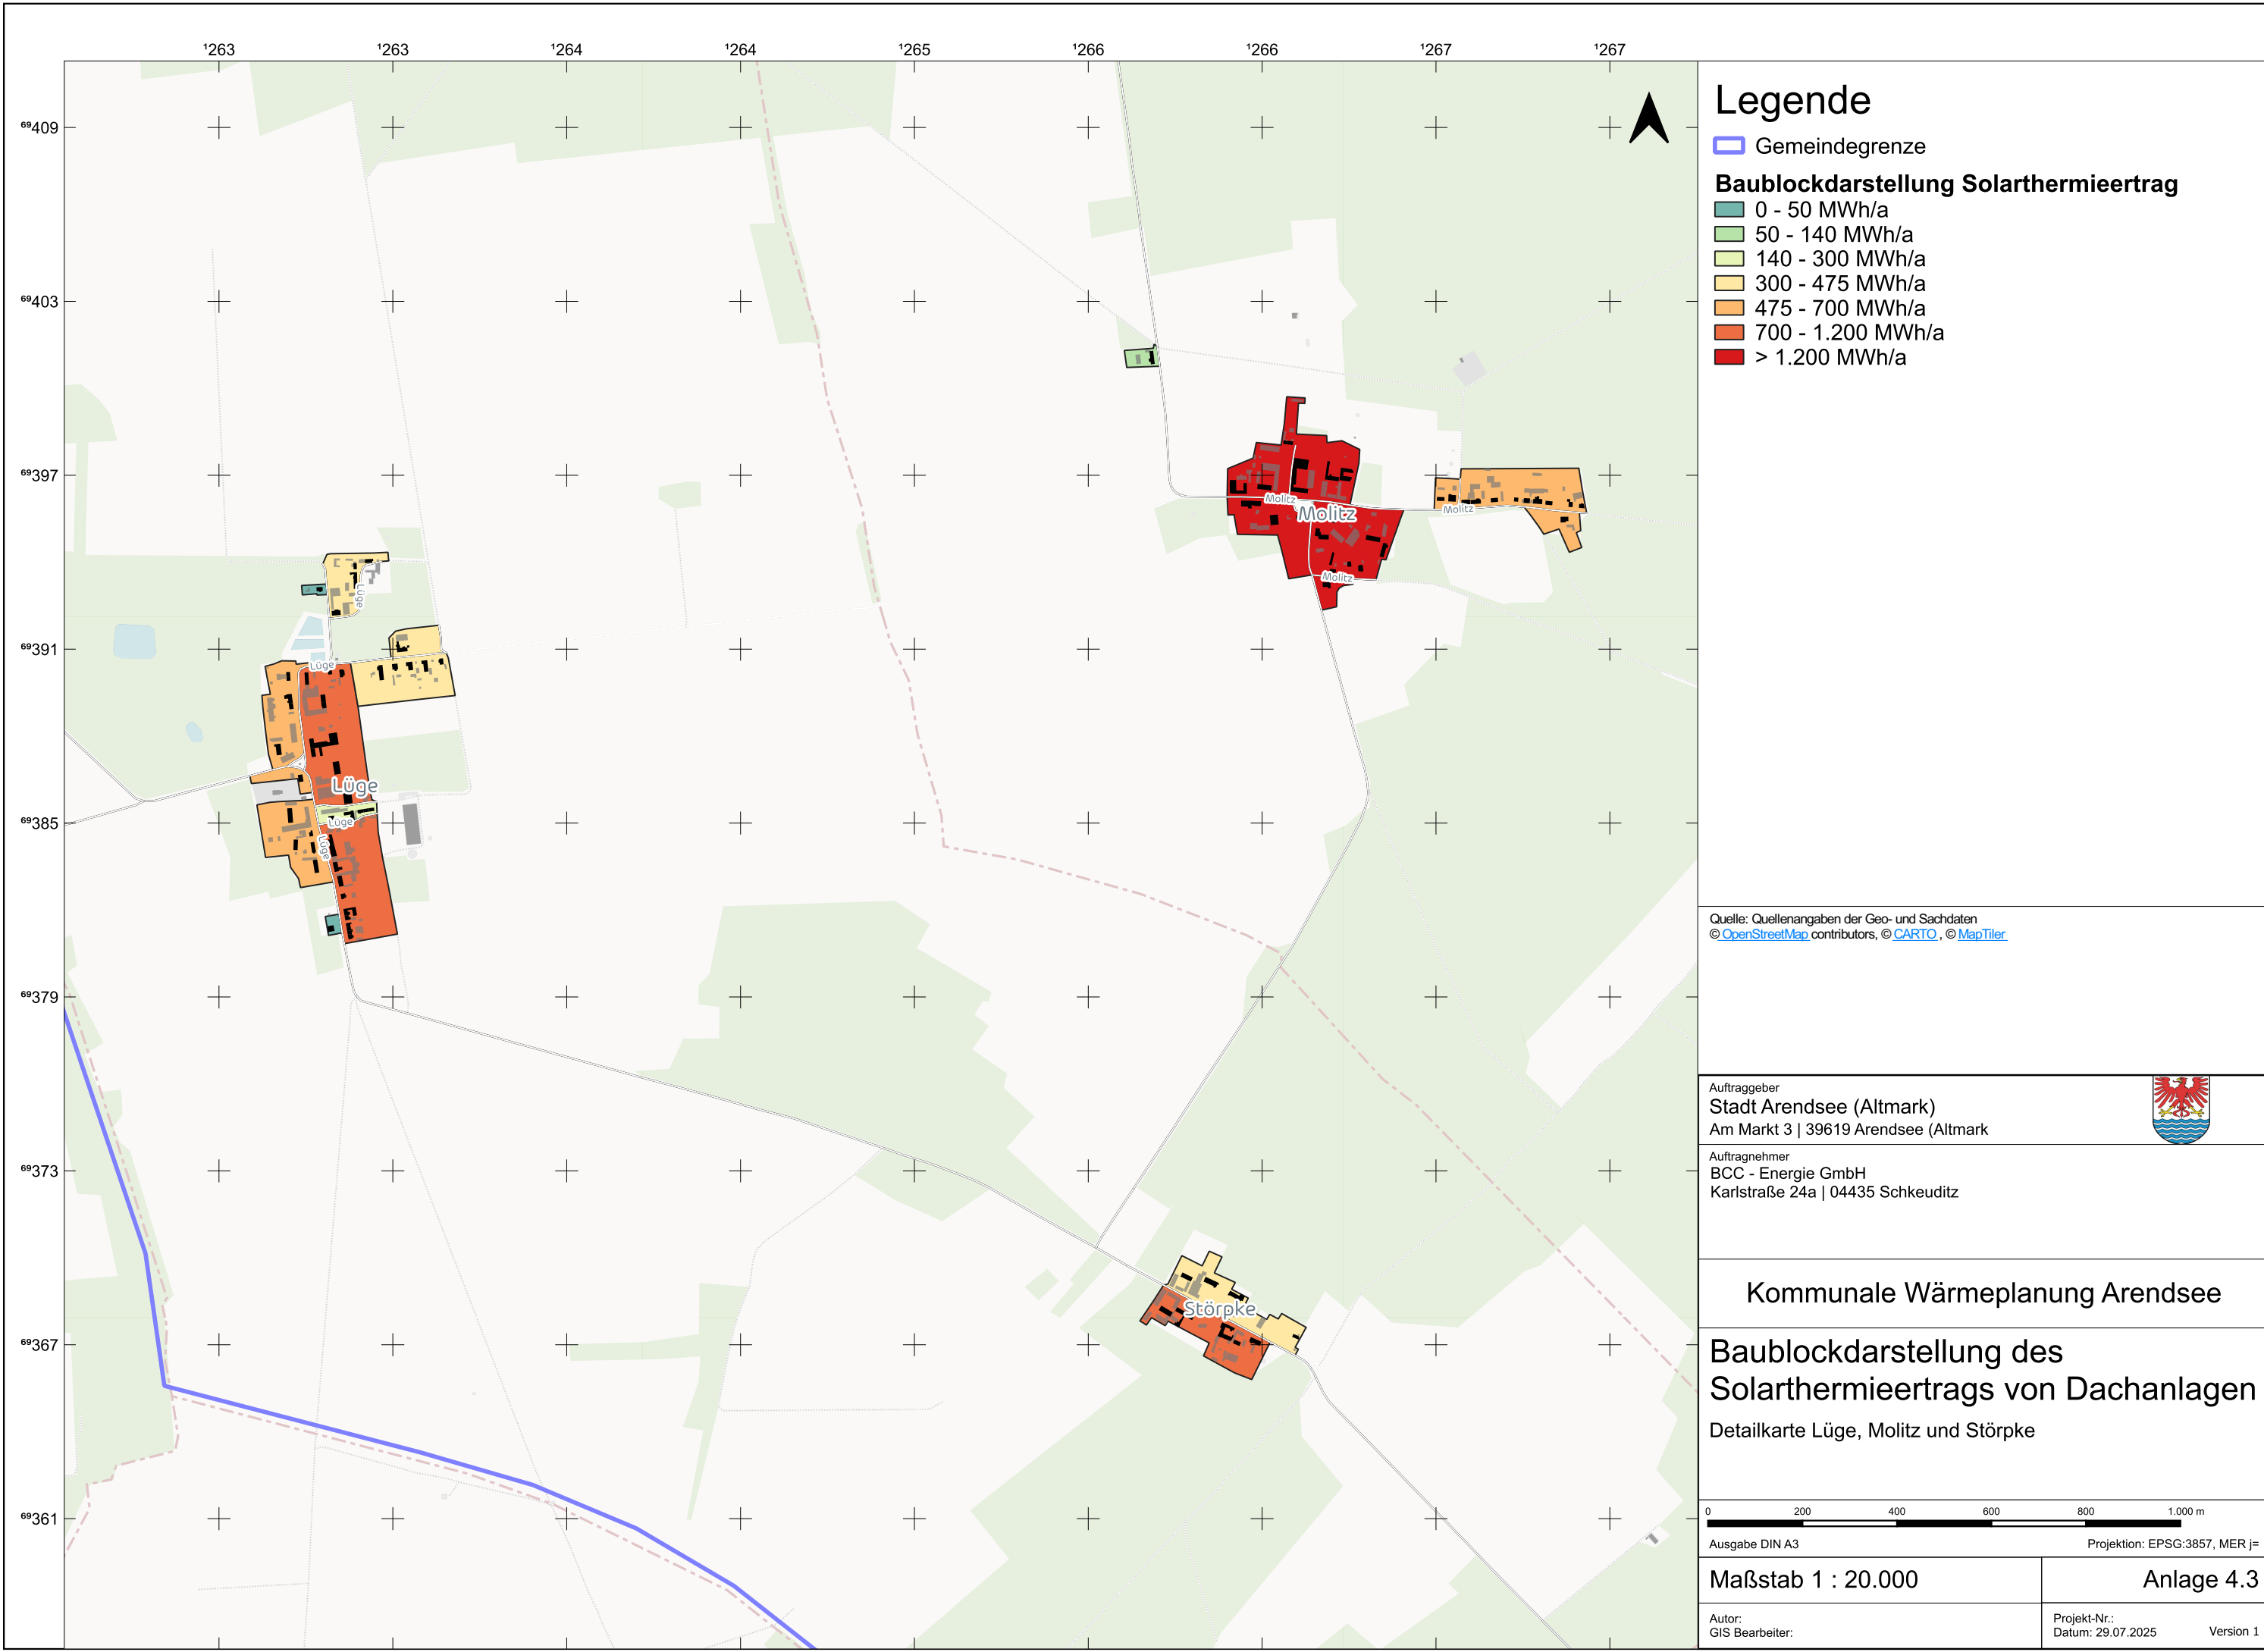 ¹263 ¹263 ¹264 ¹264 ¹265 ¹266 ¹266 ¹267 ¹267
⁶⁹409
⁶⁹403
⁶⁹397
⁶⁹391
⁶⁹385
⁶⁹379
⁶⁹373
⁶⁹367
⁶⁹361
Molitz
Molitz
Molitz
Molitz
Lüge
Lüge
Lüge
Lüge
Lüge
Störpke
Legende
Gemeindegrenze
Baublockdarstellung Solarthermieertrag
0 - 50 MWh/a
50 - 140 MWh/a
140 - 300 MWh/a
300 - 475 MWh/a
475 - 700 MWh/a
700 - 1.200 MWh/a
> 1.200 MWh/a
Quelle: Quellenangaben der Geo- und Sachdaten
© OpenStreetMap contributors, © CARTO , © MapTiler
Auftraggeber
Stadt Arendsee (Altmark)
Am Markt 3 | 39619 Arendsee (Altmark
Auftragnehmer
BCC - Energie GmbH
Karlstraße 24a | 04435 Schkeuditz
Kommunale Wärmeplanung Arendsee
Baublockdarstellung des
Solarthermieertrags von Dachanlagen
Detailkarte Lüge, Molitz und Störpke
0 200 400 600 800 1.000 m
Ausgabe DIN A3 Projektion: EPSG:3857, MER j=
Maßstab 1 : 20.000 Anlage 4.3
Autor:
GIS Bearbeiter:
Projekt-Nr.:
Datum: 29.07.2025 Version 1